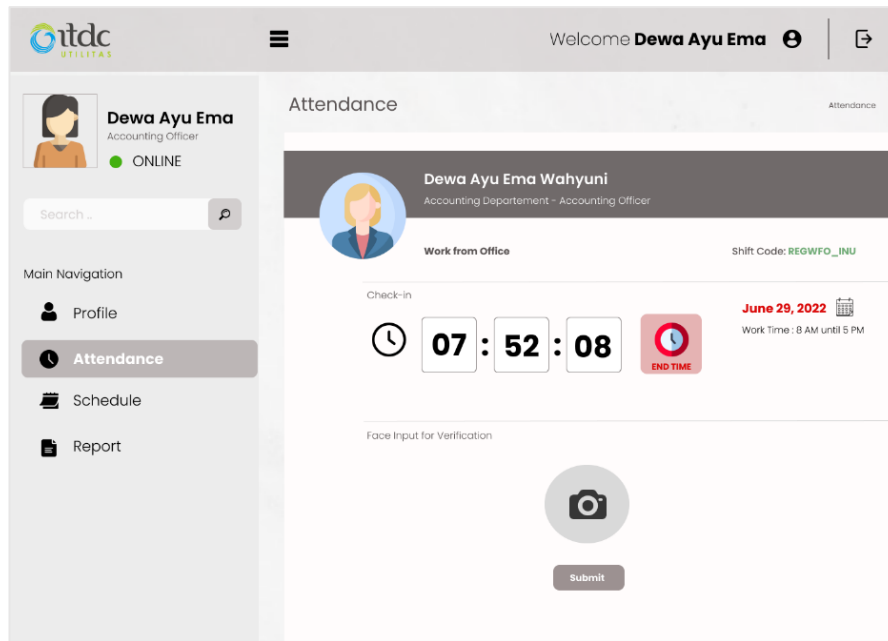 itdc
UTILITAS
Welcome Dewa Ayu Ema
Dewa Ayu Ema
Accounting Officer
ONLINE
Search ..
Main Navigation
Profile
Attendance
Schedule
Report
Attendance
Attendance
Dewa Ayu Ema Wahyuni
Accounting Departement - Accounting Officer
Work from Office
Shift Code: REGWFO_INU
Check-in
07 : 52 : 08
END TIME
June 29, 2022
Work Time : 8 AM until 5 PM
Face Input for Verification
Submit